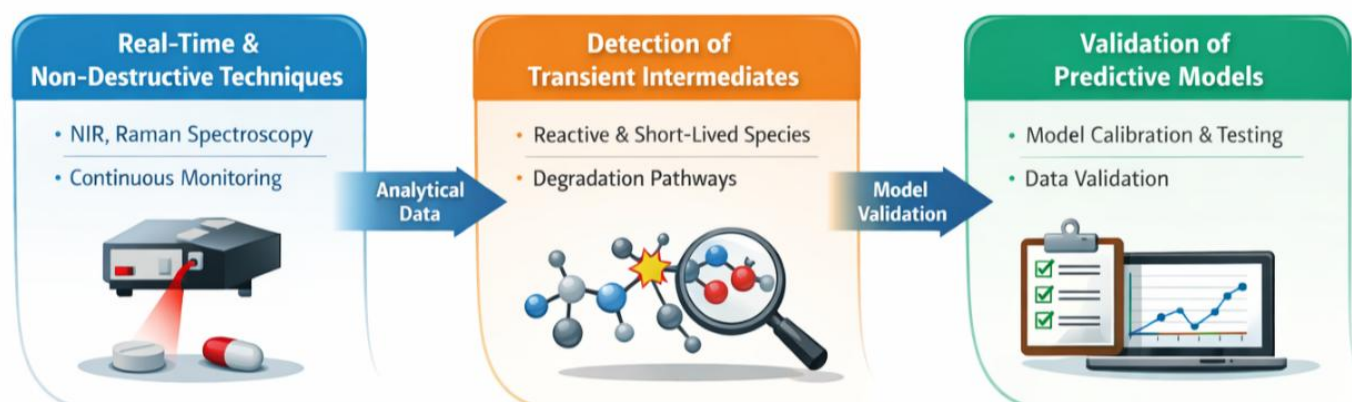 Real-Time &
Non-Destructive Techniques
• NIR, Raman Spectroscopy
• Continuous Monitoring
Analytical
Data
Detection of
Transient Intermediates
• Reactive & Short-Lived Species
• Degradation Pathways
Model
Validation
Validation of
Predictive Models
• Model Calibration & Testing
• Data Validation